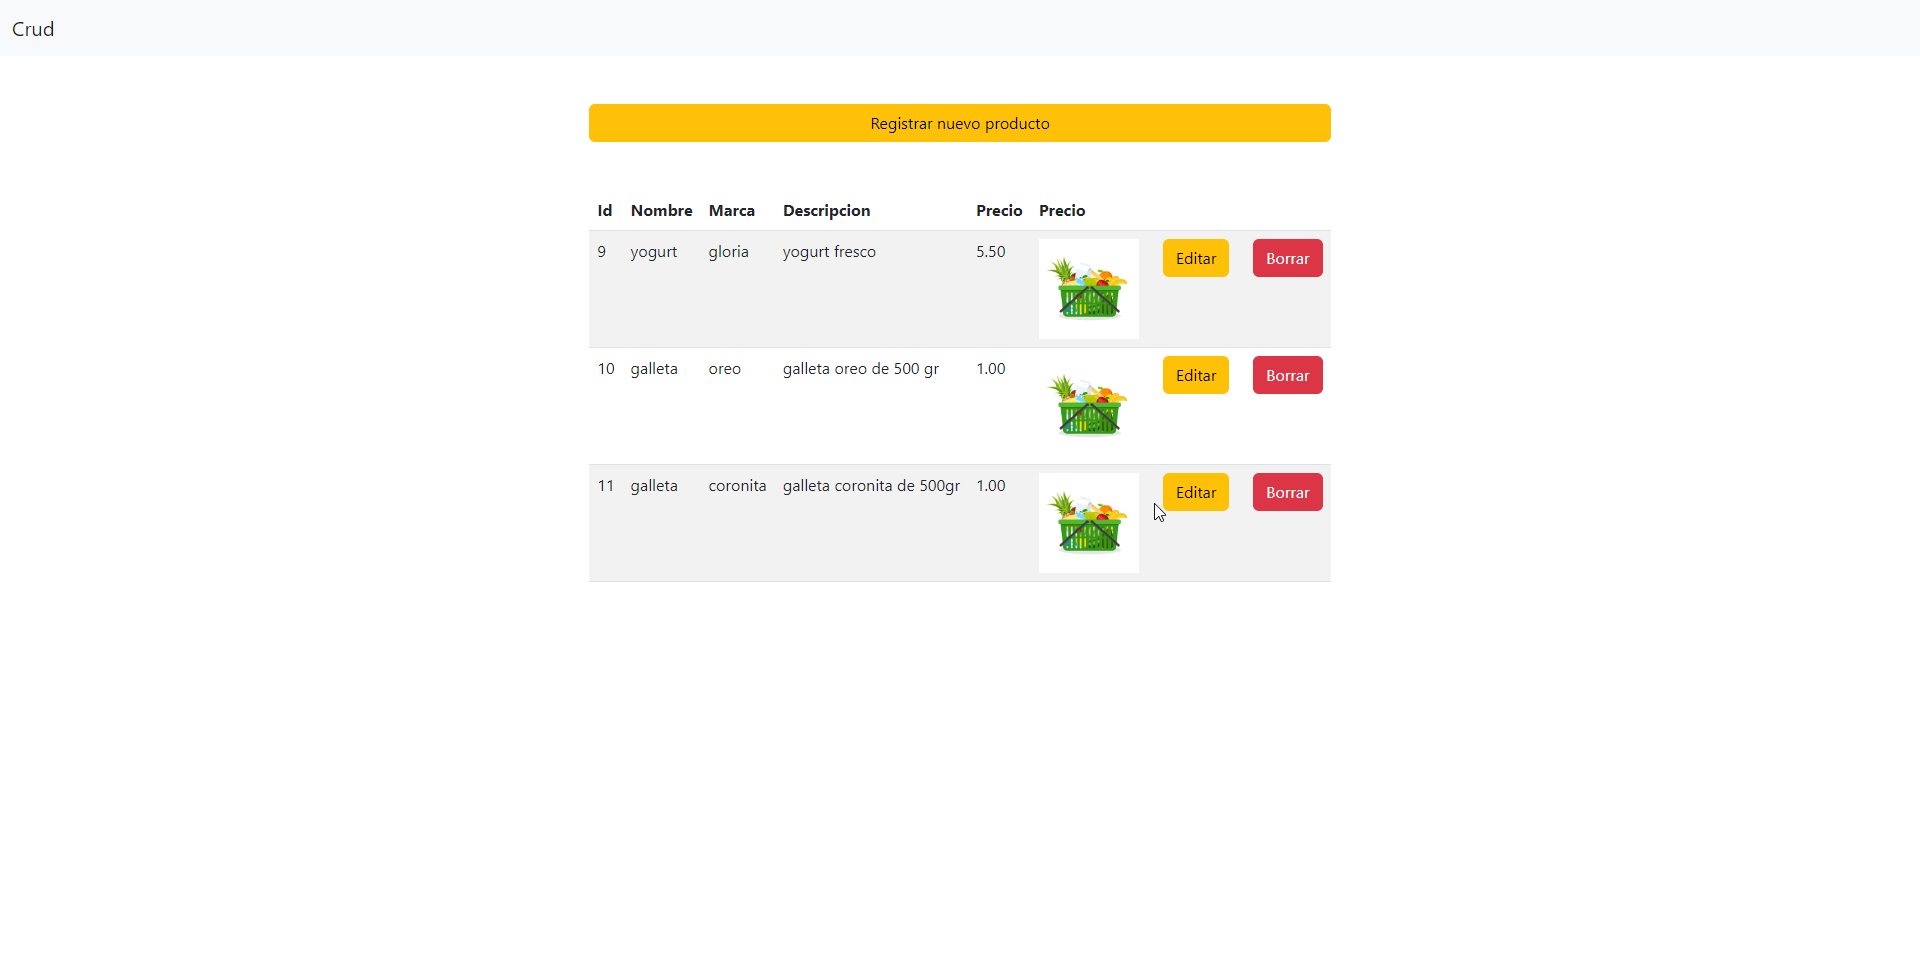 Crud
Registrar nuevo producto
Id Nombre Marca Descripcion Precio Precio
9 yogurt gloria yogurt fresco 5.50 Editar Borrar
10 galleta oreo galleta oreo de 500 gr 1.00 Editar Borrar
11 galleta coronita galleta coronita de 500gr 1.00 Editar Borrar